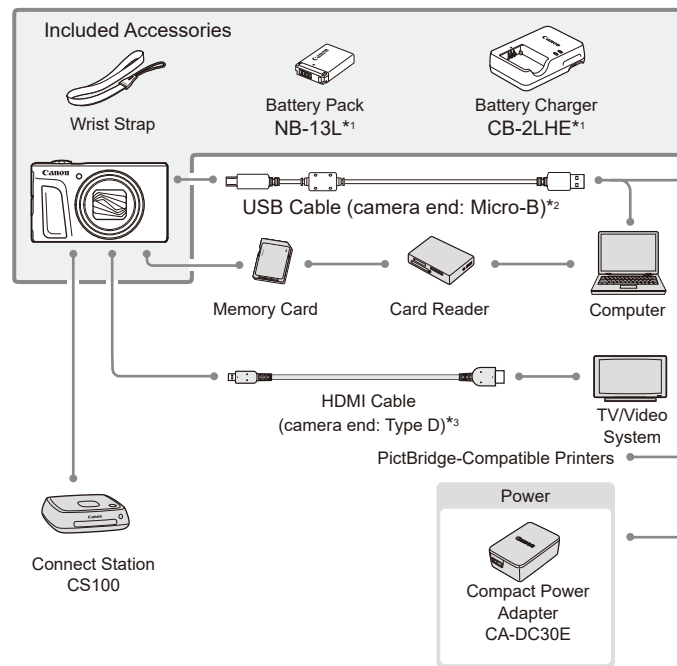 Included Accessories
Wrist Strap
Battery Pack
NB-13L*1
Battery Charger
CB-2LHE*1
Canon
USB Cable (camera end: Micro-B)*2
Memory Card
Card Reader
Computer
HDMI Cable
(camera end: Type D)*3
TV/Video
System
PictBridge-Compatible Printers
Connect Station
CS100
Power
Compact Power
Adapter
CA-DC30E